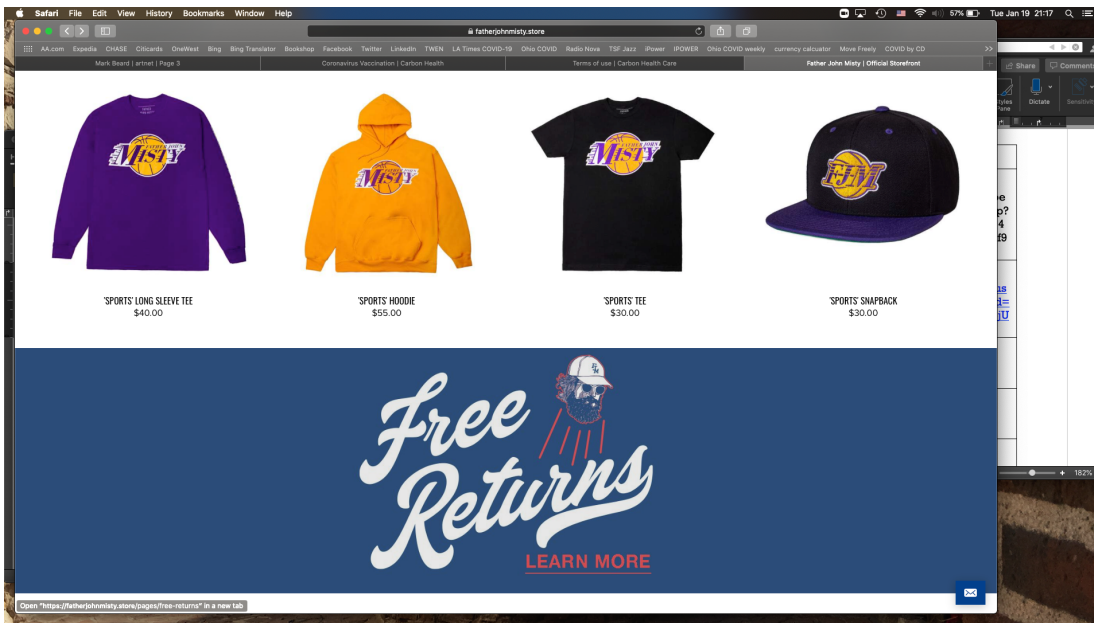 Safari File Edit View History Bookmarks Window Help
57% Tue Jan 19 21:17
fatherjohnmisty.store
AA.com Expedia CHASE Citicards OneWest Bing Bing Translator Bookshop Facebook Twitter LinkedIn TWEN LA Times COVID-19 Ohio COVID Radio Nova TSF Jazz iPower IPOWER Ohio COVID weekly currency calcuator Move Freely COVID by CD
Mark Beard | artnet | Page 3
Coronavirus Vaccination | Carbon Health
Terms of use | Carbon Health Care
Father John Misty | Official Storefront
Share
Comments
Dictate
FATHER JOHN
MISTY
FATHER JOHN
MISTY
FATHER JOHN
MISTY
FJM
'SPORTS' LONG SLEEVE TEE
$40.00
'SPORTS' HOODIE
$55.00
'SPORTS' TEE
$30.00
'SPORTS' SNAPBACK
$30.00
Free
Returns
LEARN MORE
182%
Open "https://fatherjohnmisty.store/pages/free-returns" in a new tab